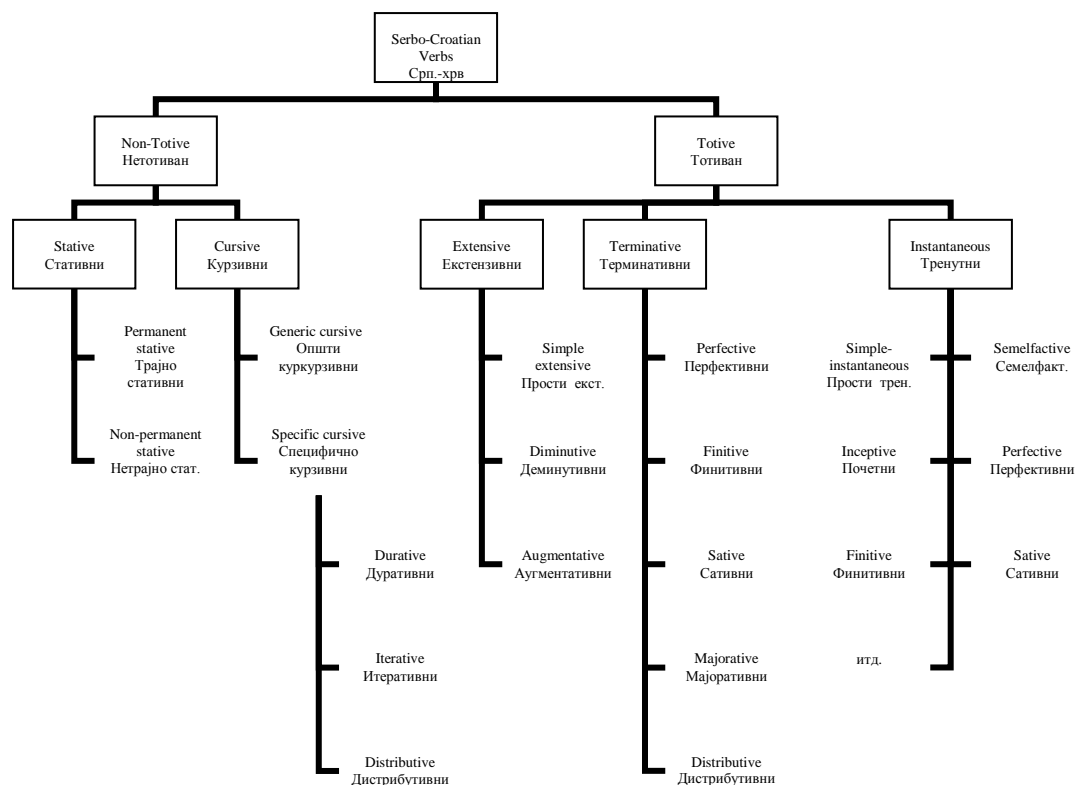 Serbo-Croatian
Verbs
Срп.-хрв
Non-Totive
Нетотиван
Totive
Тотиван
Stative
Стативни
Cursive
Курзивни
Extensive
Екстензивни
Terminative
Терминативни
Instantaneous
Тренутни
Permanent
stative
Трајно
стативни
Generic cursive
Општи
куркурзивни
Simple
extensive
Прости екст.
Perfective
Перфективни
Simple-
instantaneous
Прости трен.
Semelfactive
Семелфакт.
Non-permanent
stative
Нетрајно стат.
Specific cursive
Специфично
курзивни
Diminutive
Деминутивни
Finitive
Финитивни
Inceptive
Почетни
Perfective
Перфективни
Durative
Дуративни
Augmentative
Аугментативни
Sative
Сативни
Finitive
Финитивни
Sative
Сативни
Iterative
Итеративни
Majorative
Мајоративни
итд.
Distributive
Дистрибутивни
Distributive
Дистрибутивни